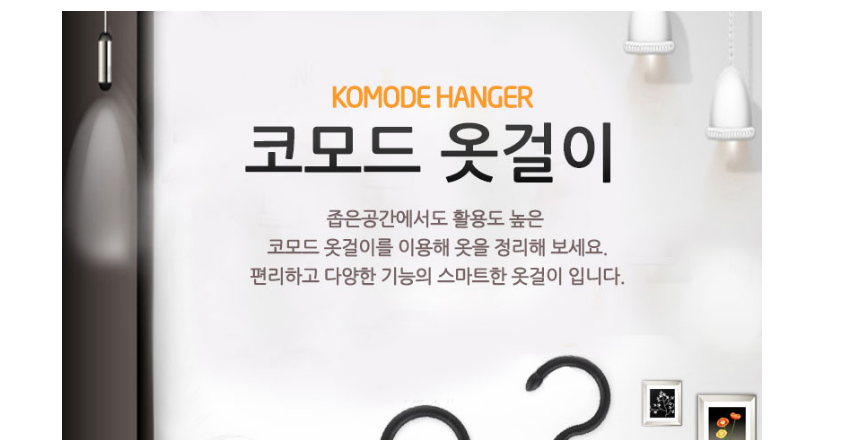 KOMODE HANGER
코모드 옷걸이
좁은공간에서도 활용도 높은
코모드 옷걸이를 이용해 옷을 정리해 보세요.
편리하고 다양한 기능의 스마트한 옷걸이 입니다.